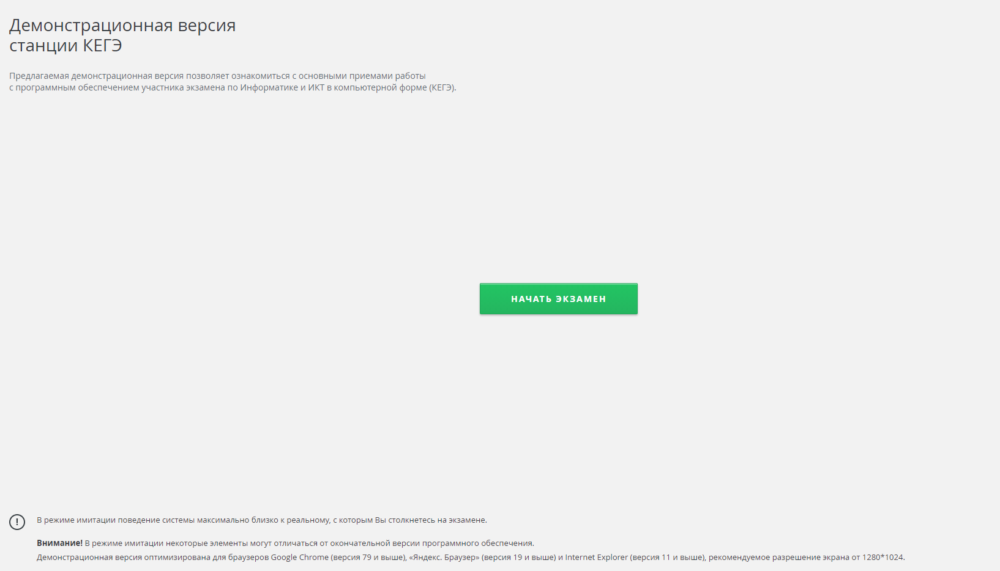 Демонстрационная версия
станции КЕГЭ
Предлагаемая демонстрационная версия позволяет ознакомиться с основными приемами работы
с программным обеспечением участника экзамена по Информатике и ИКТ в компьютерной форме (КЕГЭ).
НАЧАТЬ ЭКЗАМЕН
! В режиме имитации поведение системы максимально близко к реальному, с которым Вы столкнетесь на экзамене.
Внимание! В режиме имитации некоторые элементы могут отличаться от окончательной версии программного обеспечения.
Демонстрационная версия оптимизирована для браузеров Google Chrome (версия 79 и выше), «Яндекс. Браузер» (версия 19 и выше) и Internet Explorer (версия 11 и выше), рекомендуемое разрешение экрана от 1280*1024.